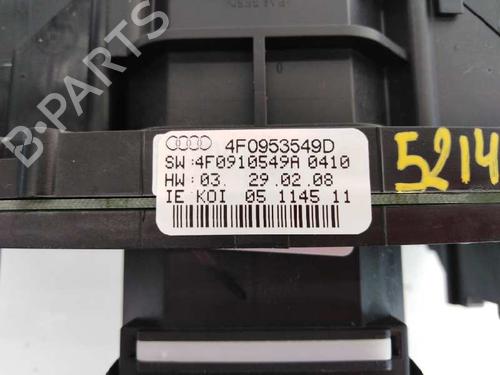 4F0953549D
SW:4F0910549A 0410
HW:03. 29.02.08
IE KOI 05 1145 11
5214
B-PARTS